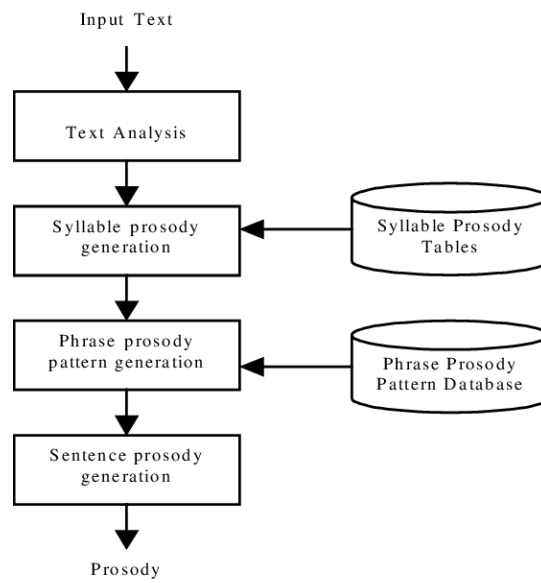 Input Text
Text Analysis
Syllable prosody
generation
Syllable Prosody
Tables
Phrase prosody
pattern generation
Phrase Prosody
Pattern Database
Sentence prosody
generation
Prosody